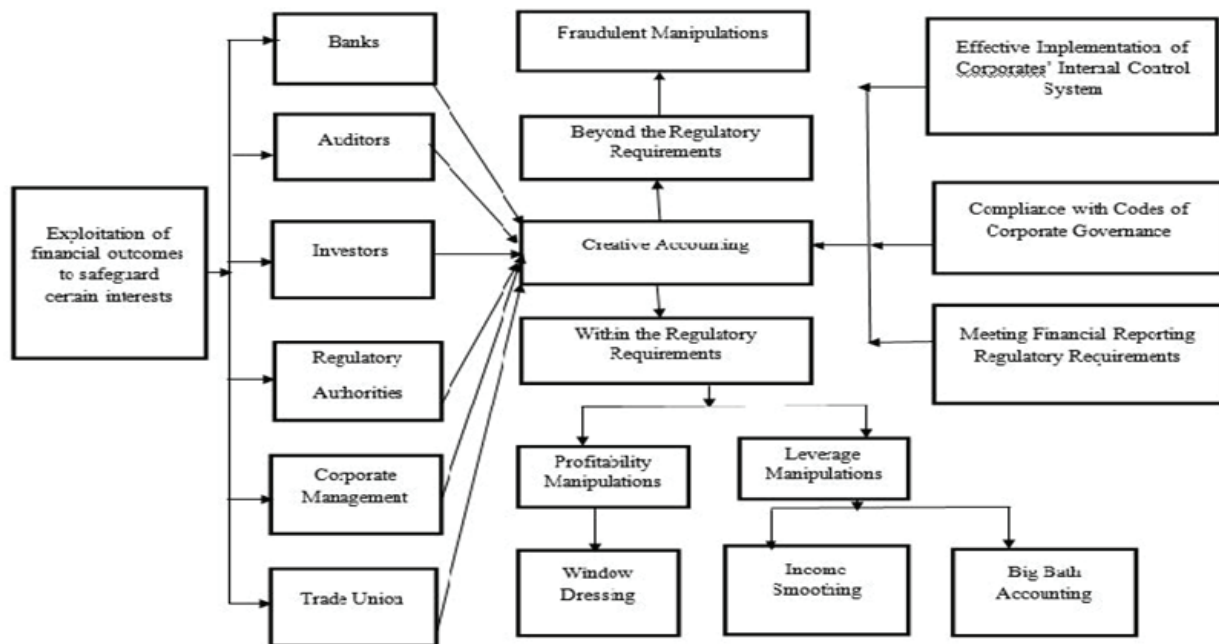 Exploitation of
financial outcomes
to safeguard
certain interests
Banks
Auditors
Investors
Regulatory
Authorities
Corporate
Management
Trade Union
Fraudulent Manipulations
Beyond the Regulatory
Requirements
Creative Accounting
Within the Regulatory
Requirements
Profitability
Manipulations
Leverage
Manipulations
Window
Dressing
Income
Smoothing
Big Bath
Accounting
Effective Implementation of
Corporates' Internal Control
System
Compliance with Codes of
Corporate Governance
Meeting Financial Reporting
Regulatory Requirements